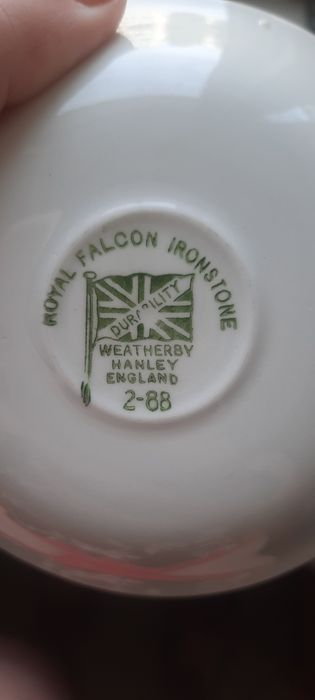 ROYAL FALCON IRONSTONE
DURABILITY
WEATHERBY
HANLEY
ENGLAND
2-88